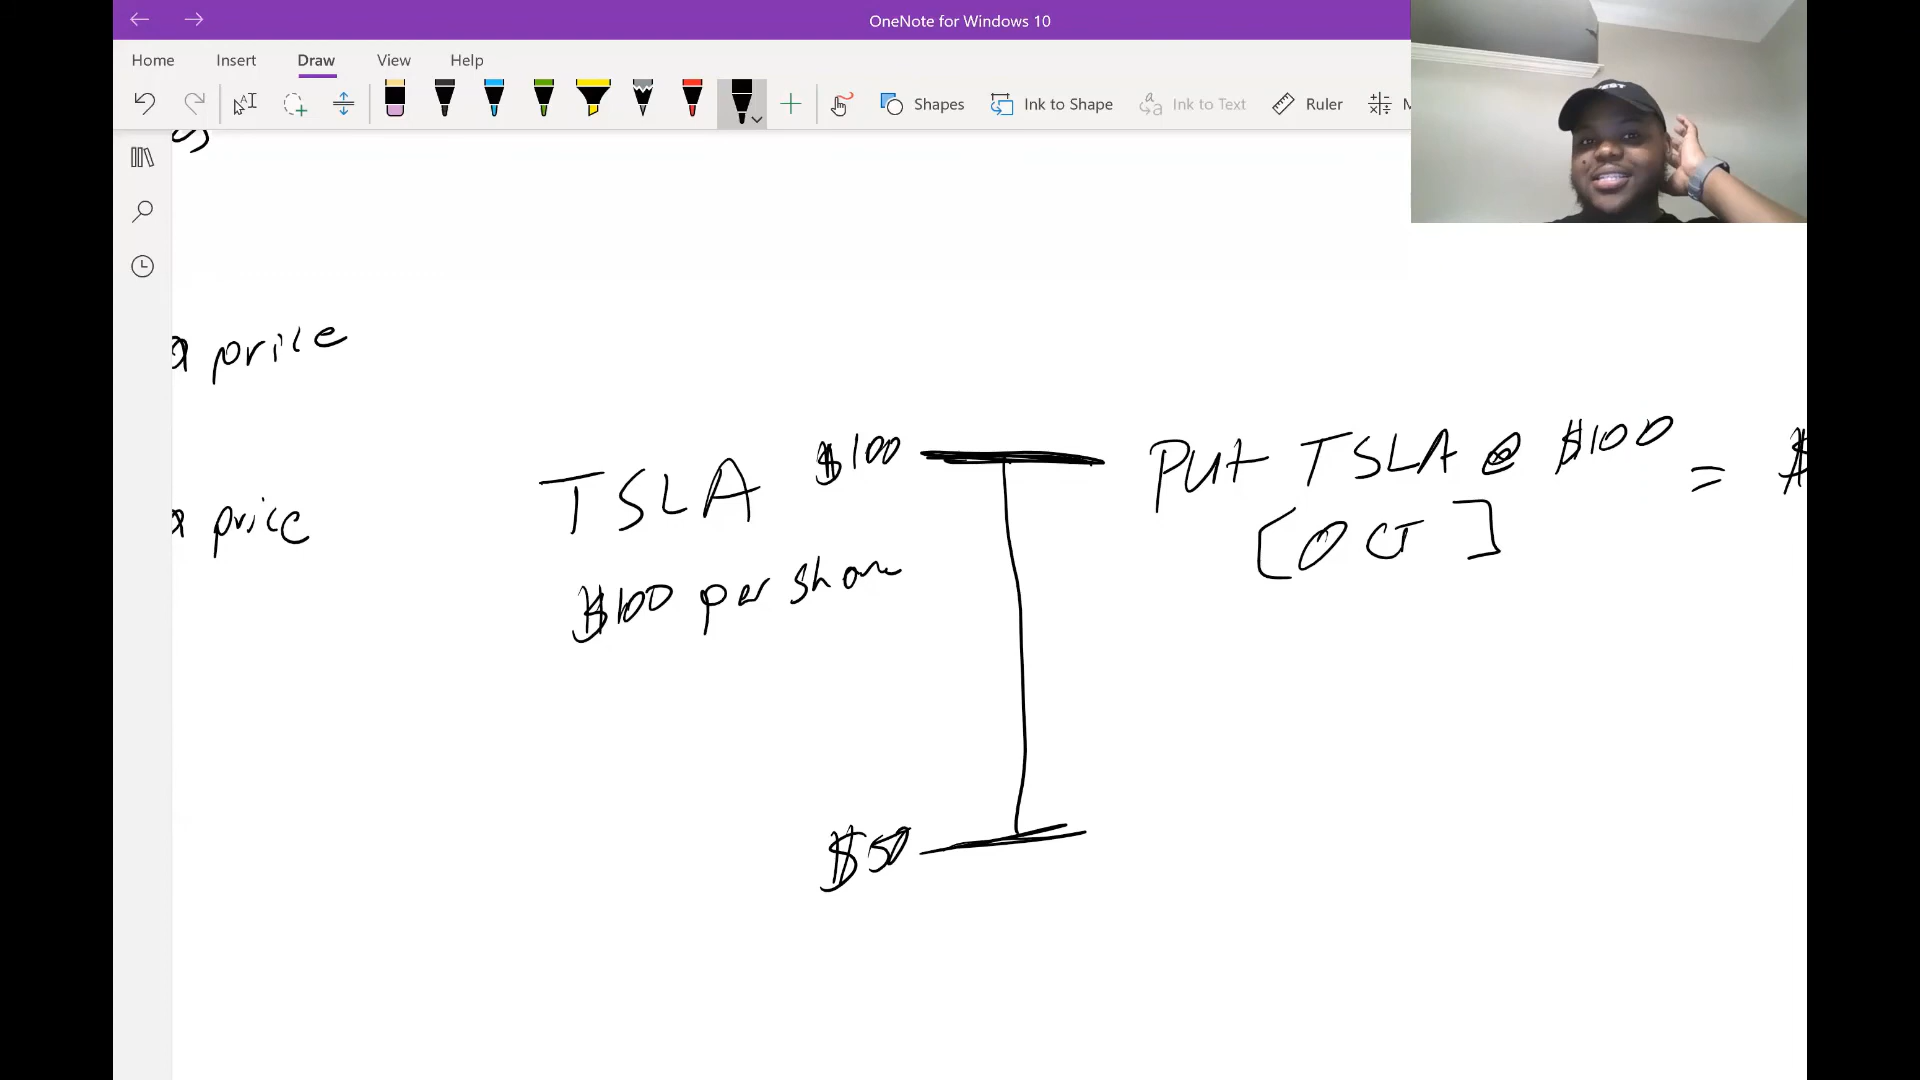 OneNote for Windows 10
Home Insert Draw View Help
Shapes Ink to Shape Ink to Text Ruler M
a price
TSLA $100 PUT TSLA @ $100 = $
[OCT]
a price
$100 per share
$50